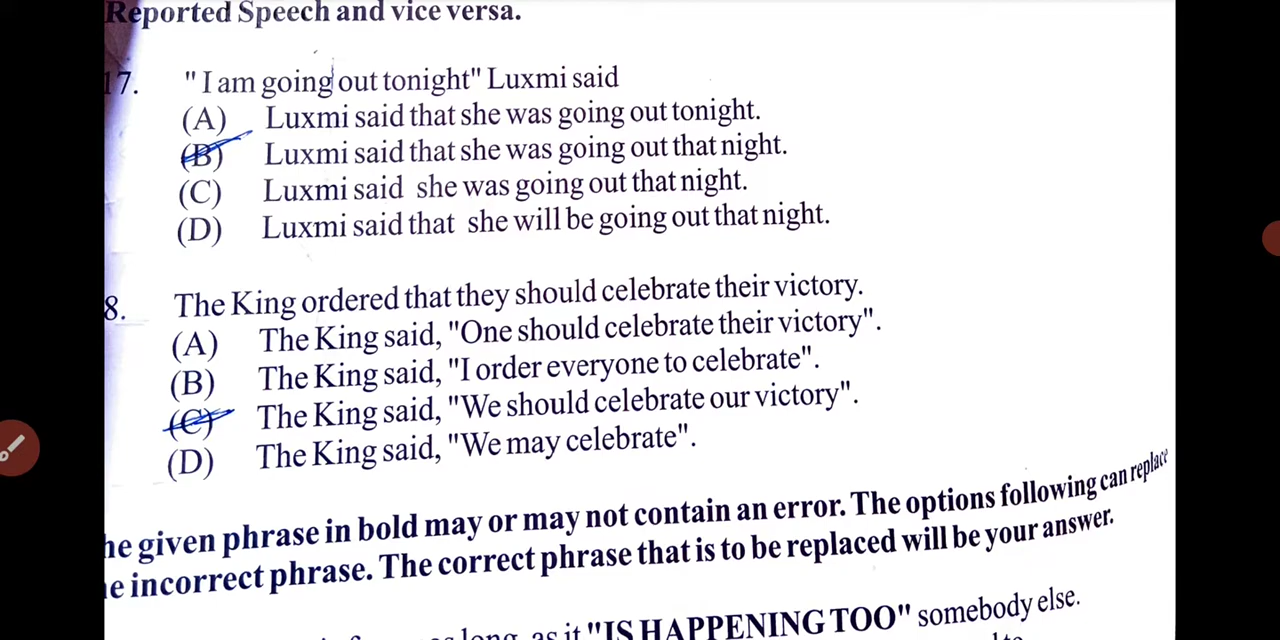 Reported Speech and vice versa.
17. " I am going out tonight" Luxmi said
(A) Luxmi said that she was going out tonight.
(B) Luxmi said that she was going out that night.
(C) Luxmi said she was going out that night.
(D) Luxmi said that she will be going out that night.
8. The King ordered that they should celebrate their victory.
(A) The King said, "One should celebrate their victory".
(B) The King said, "I order everyone to celebrate".
(C) The King said, "We should celebrate our victory".
(D) The King said, "We may celebrate".
he given phrase in bold may or may not contain an error. The options following can replace
e incorrect phrase. The correct phrase that is to be replaced will be your answer.
long, as it "IS HAPPENING TOO" somebody else.